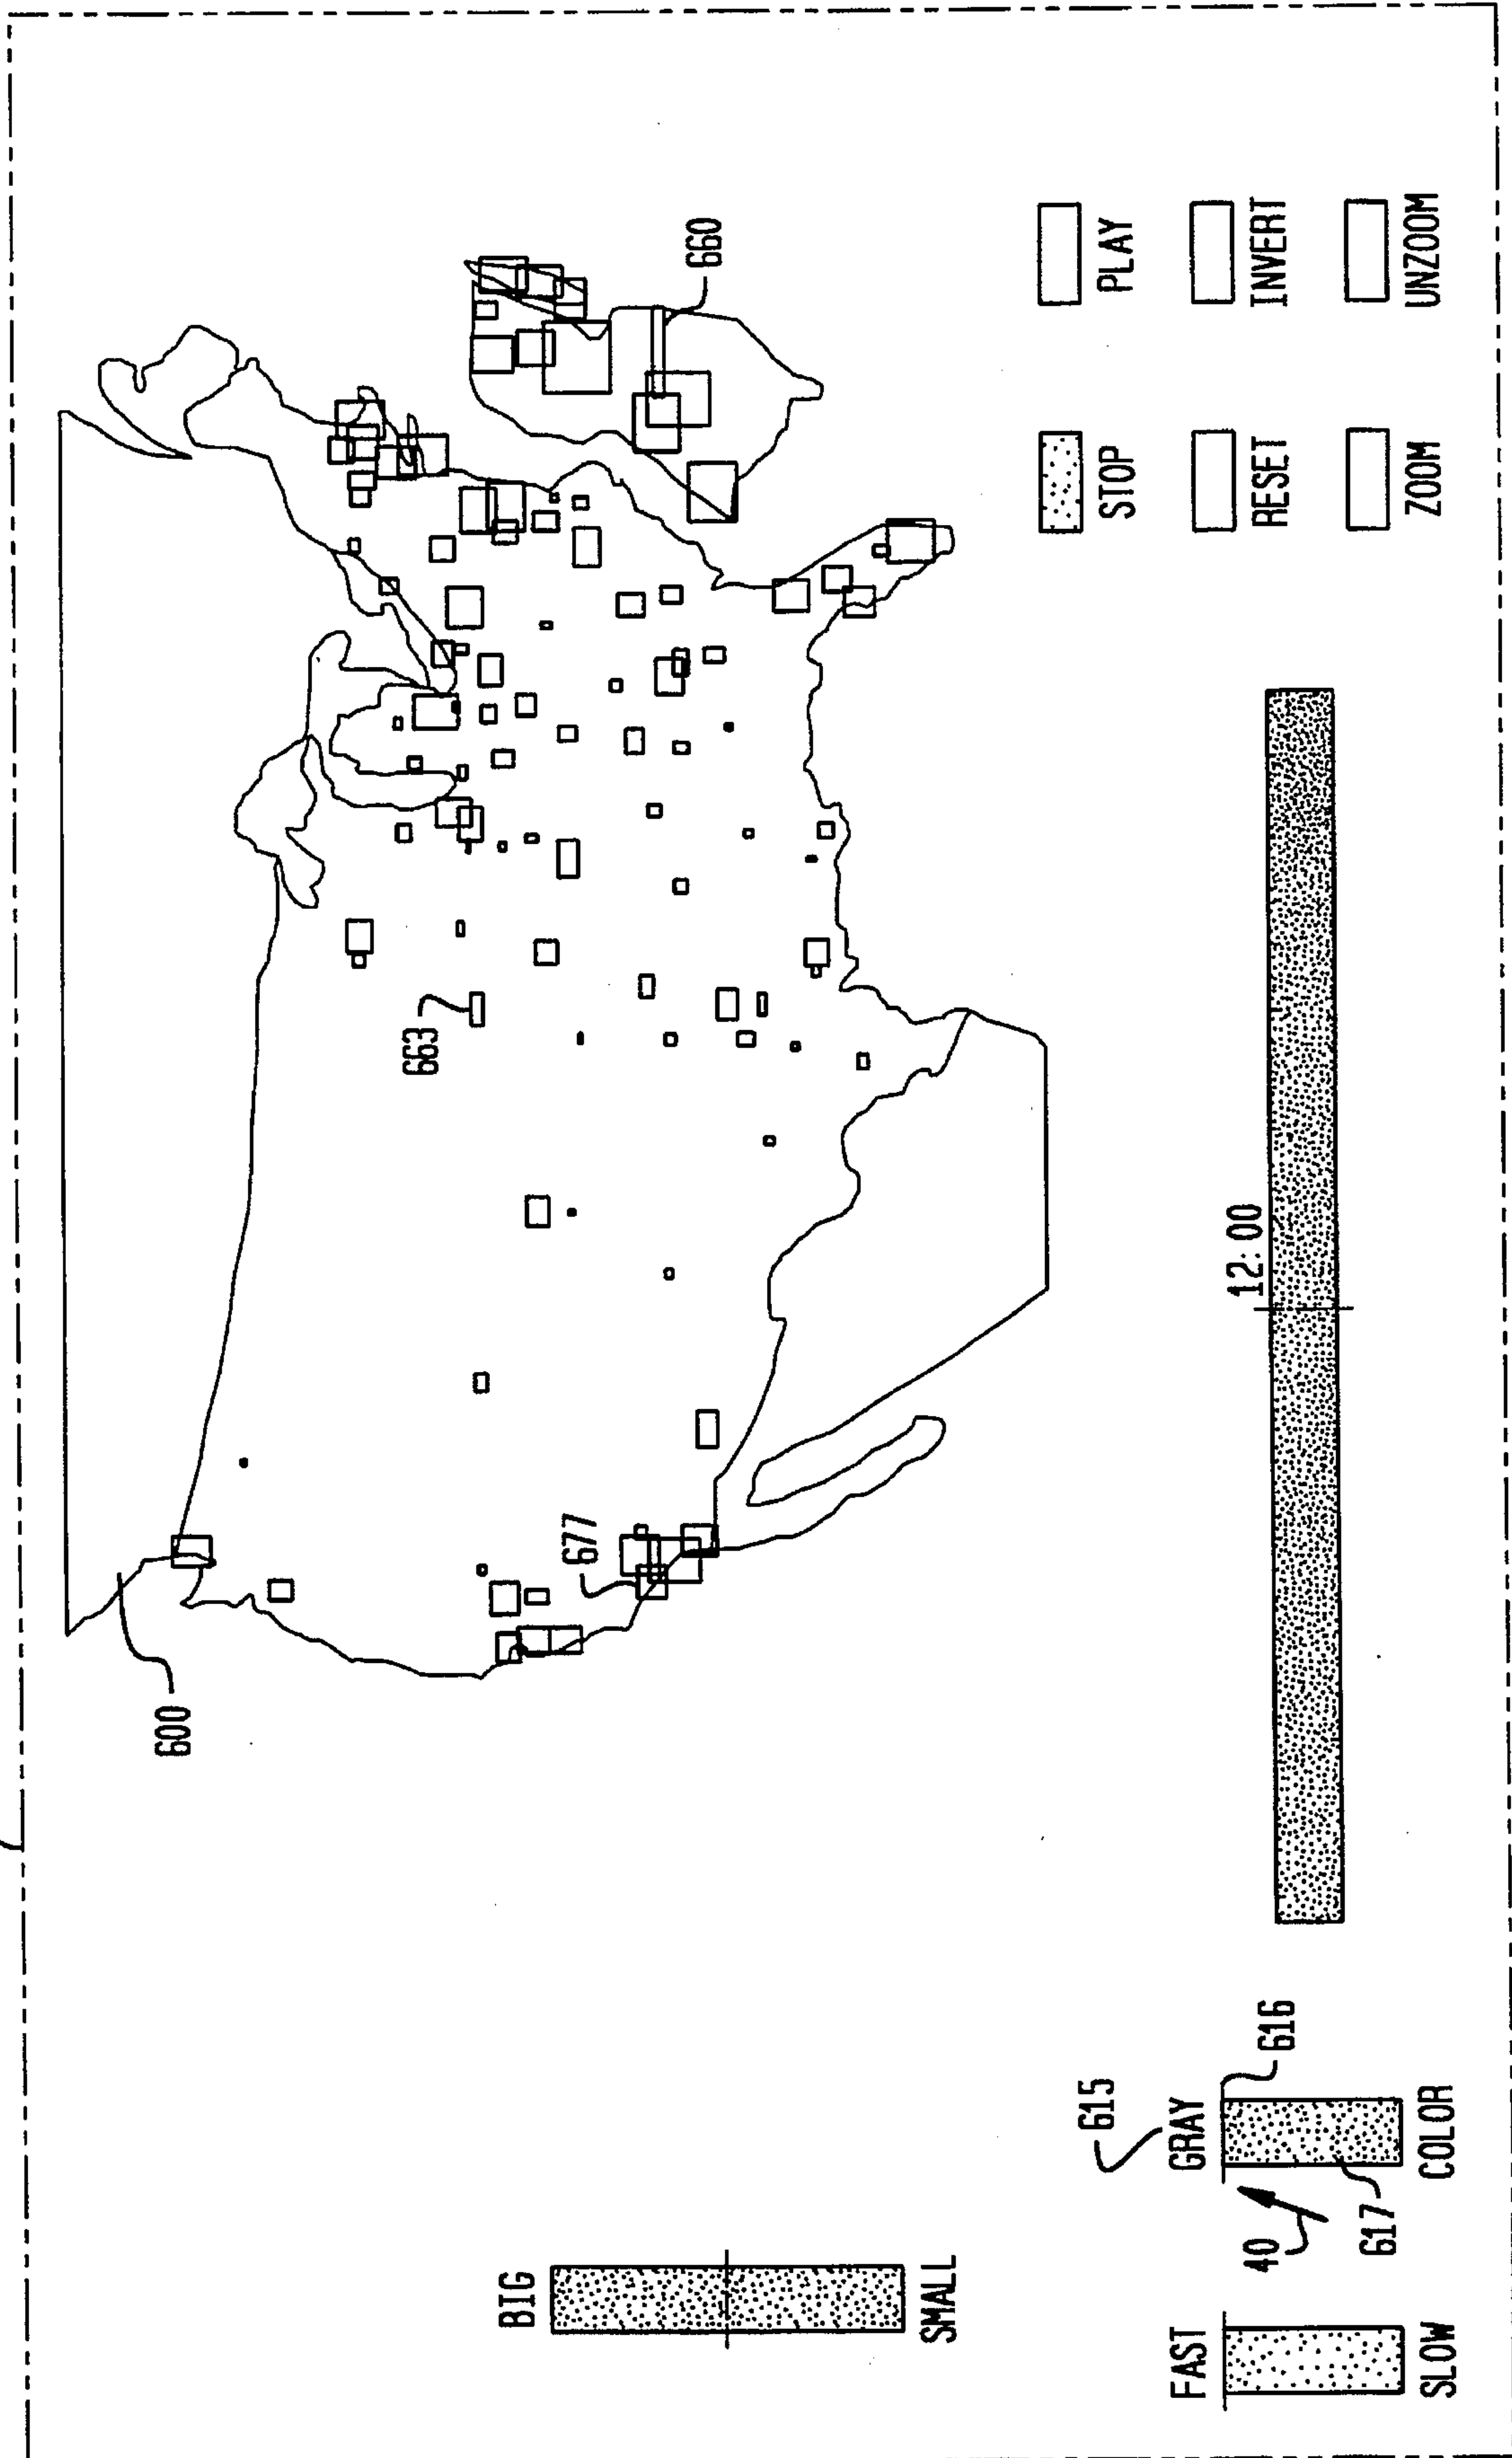 600
663
660
677
BIG
SMALL
FAST
SLOW
615
GRAY
616
40
617
COLOR
12:00
STOP
PLAY
RESET
INVERT
ZOOM
UNZOOM